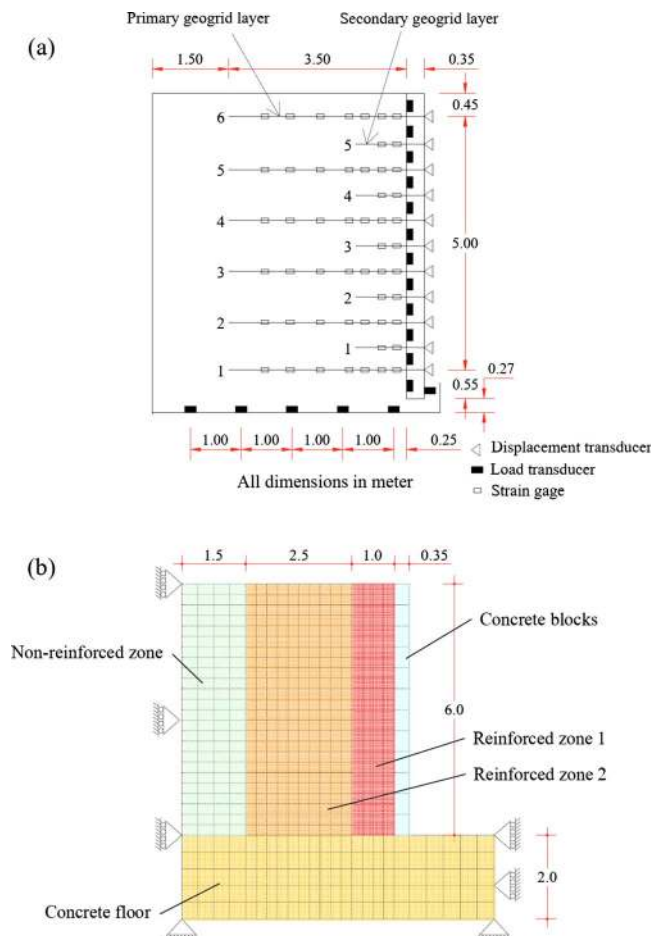 Primary geogrid layer
Secondary geogrid layer
(a)
1.50
3.50
0.35
0.45
6
5
5
4
4
3
5.00
3
2
2
1
1
0.27
0.55
1.00
1.00
1.00
1.00
0.25
Displacement transducer
Load transducer
Strain gage
All dimensions in meter
(b)
1.5
2.5
1.0
0.35
Concrete blocks
Non-reinforced zone
6.0
Reinforced zone 1
Reinforced zone 2
2.0
Concrete floor